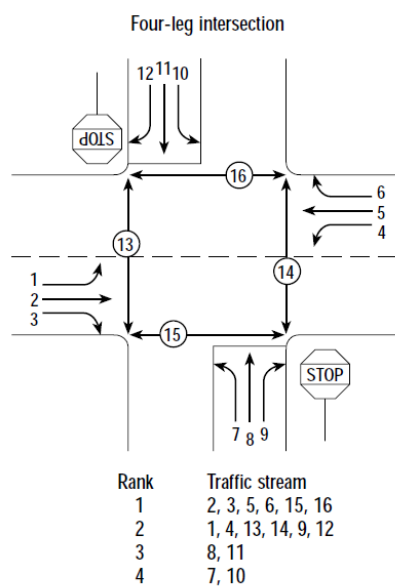 Four-leg intersection
12 11 10
STOP
16
6
5
4
13
14
1
2
3
15
STOP
7 8 9
Rank Traffic stream
1 2, 3, 5, 6, 15, 16
2 1, 4, 13, 14, 9, 12
3 8, 11
4 7, 10